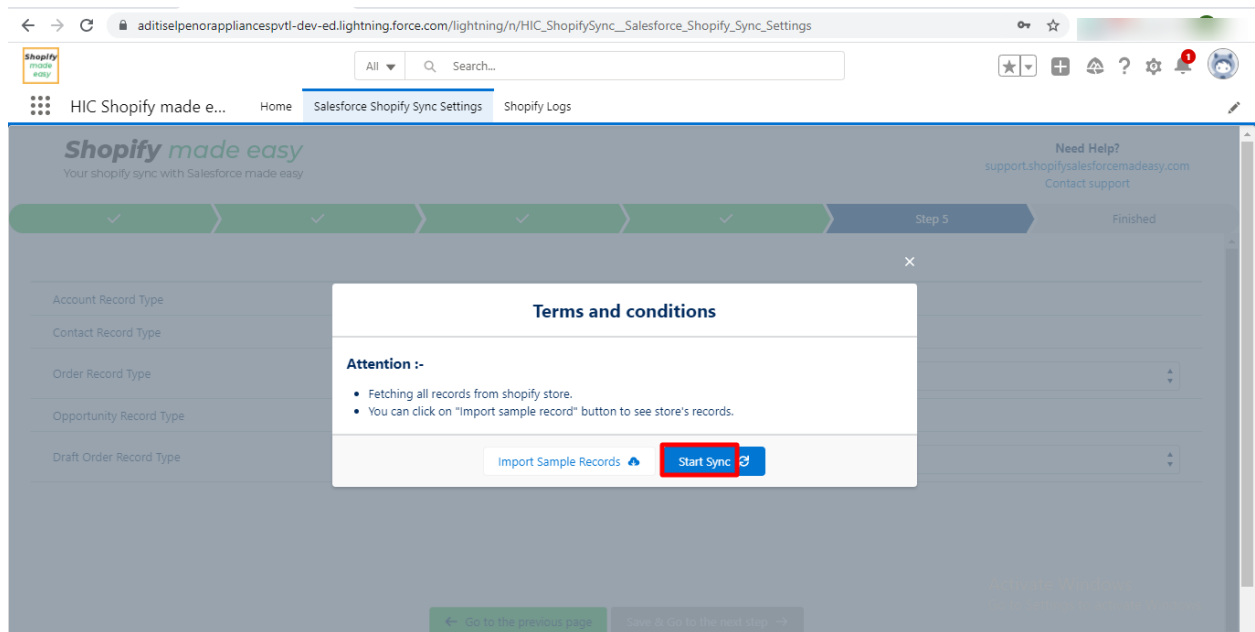 aditiselpenorappliancespvtl-dev-ed.lightning.force.com/lightning/n/HIC_ShopifySync__Salesforce_Shopify_Sync_Settings
Shopify
made
easy
All
Search...
1
HIC Shopify made e...
Home
Salesforce Shopify Sync Settings
Shopify Logs
Shopify made easy
Your shopify sync with Salesforce made easy
Need Help?
support.shopifysalesforcemadeasy.com
Contact support
Step 5
Finished
Account Record Type
Contact Record Type
Order Record Type
Opportunity Record Type
Draft Order Record Type
Terms and conditions
Attention :-
• Fetching all records from shopify store.
• You can click on "Import sample record" button to see store's records.
Import Sample Records
Start Sync
← Go to the previous page
Save & Go to the next step →